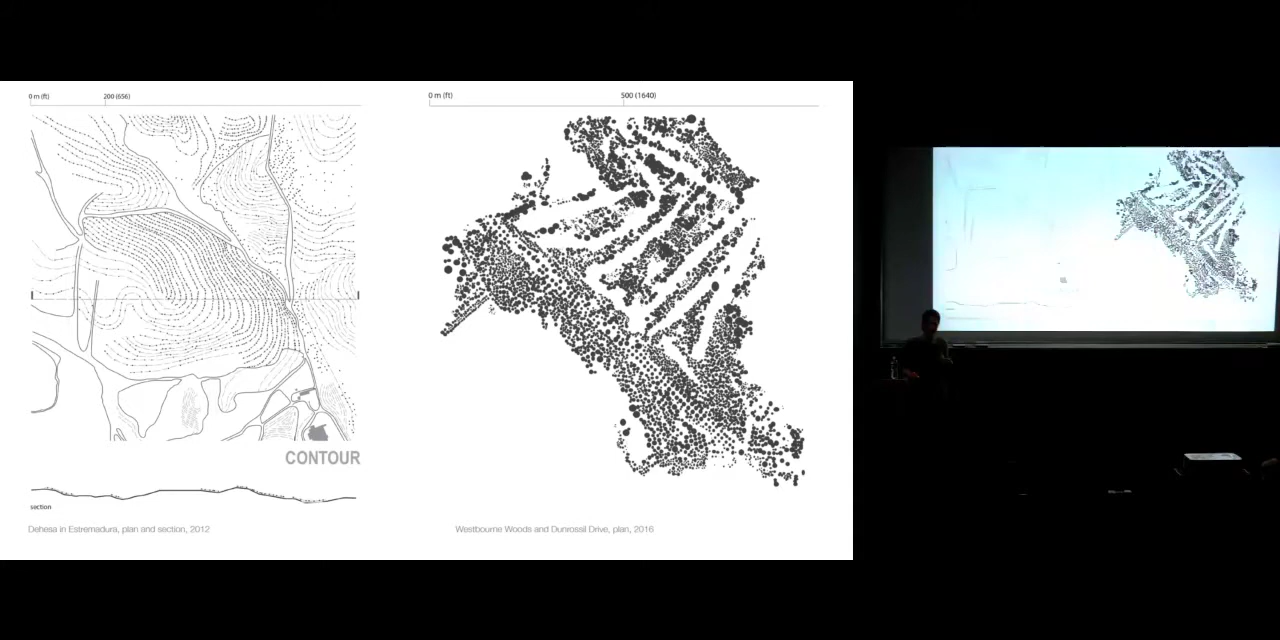 0 m (ft)
200 (656)
CONTOUR
section
Dehesa in Estremadura, plan and section, 2012
0 m (ft)
500 (1640)
Westbourne Woods and Dunrossil Drive, plan, 2016